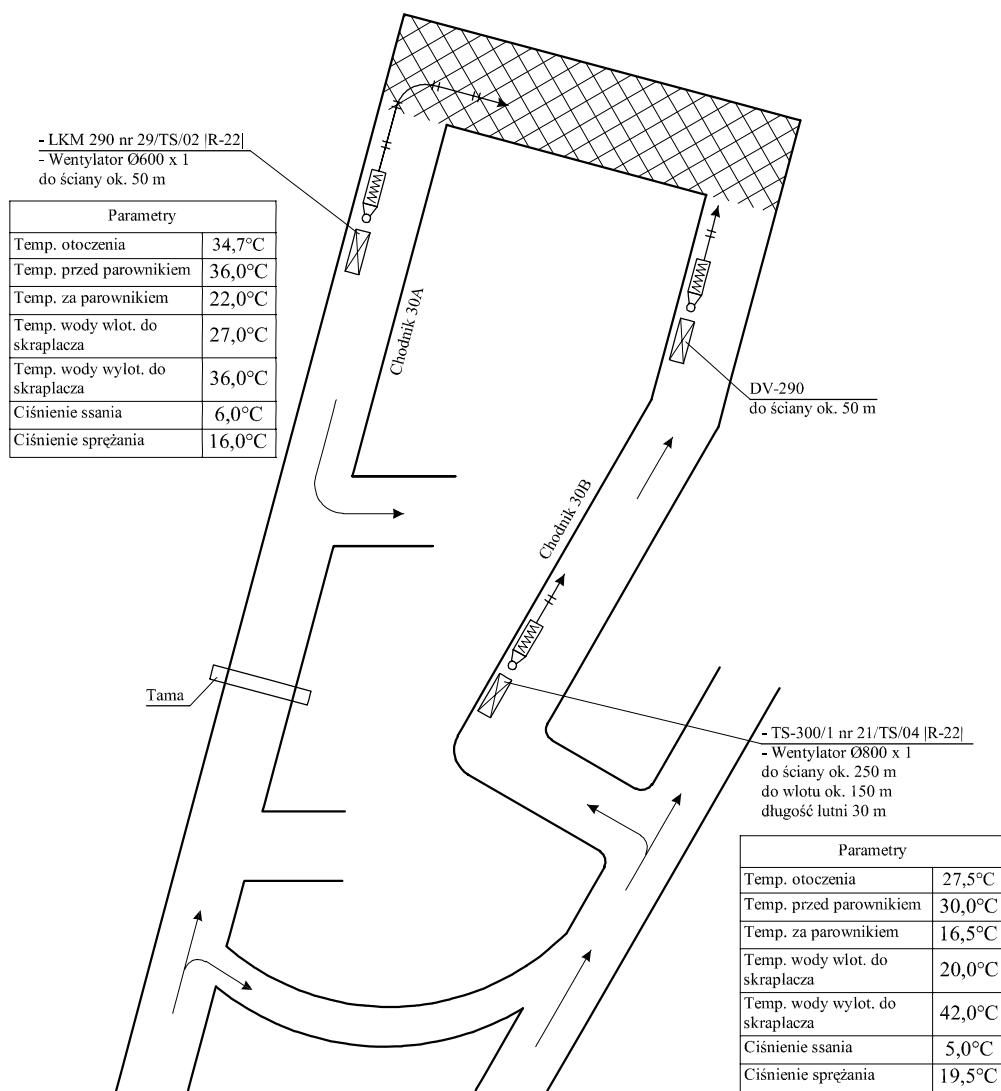 - LKM 290 nr 29/TS/02 |R-22|
- Wentylator Ø600 x 1
do ściany ok. 50 m
Parametry
Temp. otoczenia 34,7°C
Temp. przed parownikiem 36,0°C
Temp. za parownikiem 22,0°C
Temp. wody wlot. do
skraplacza 27,0°C
Temp. wody wylot. do
skraplacza 36,0°C
Ciśnienie ssania 6,0°C
Ciśnienie sprężania 16,0°C
Chodnik 30A
DV-290
do ściany ok. 50 m
Chodnik 30B
Tama
- TS-300/1 nr 21/TS/04 |R-22|
- Wentylator Ø800 x 1
do ściany ok. 250 m
do wlotu ok. 150 m
długość lutni 30 m
Parametry
Temp. otoczenia 27,5°C
Temp. przed parownikiem 30,0°C
Temp. za parownikiem 16,5°C
Temp. wody wlot. do
skraplacza 20,0°C
Temp. wody wylot. do
skraplacza 42,0°C
Ciśnienie ssania 5,0°C
Ciśnienie sprężania 19,5°C